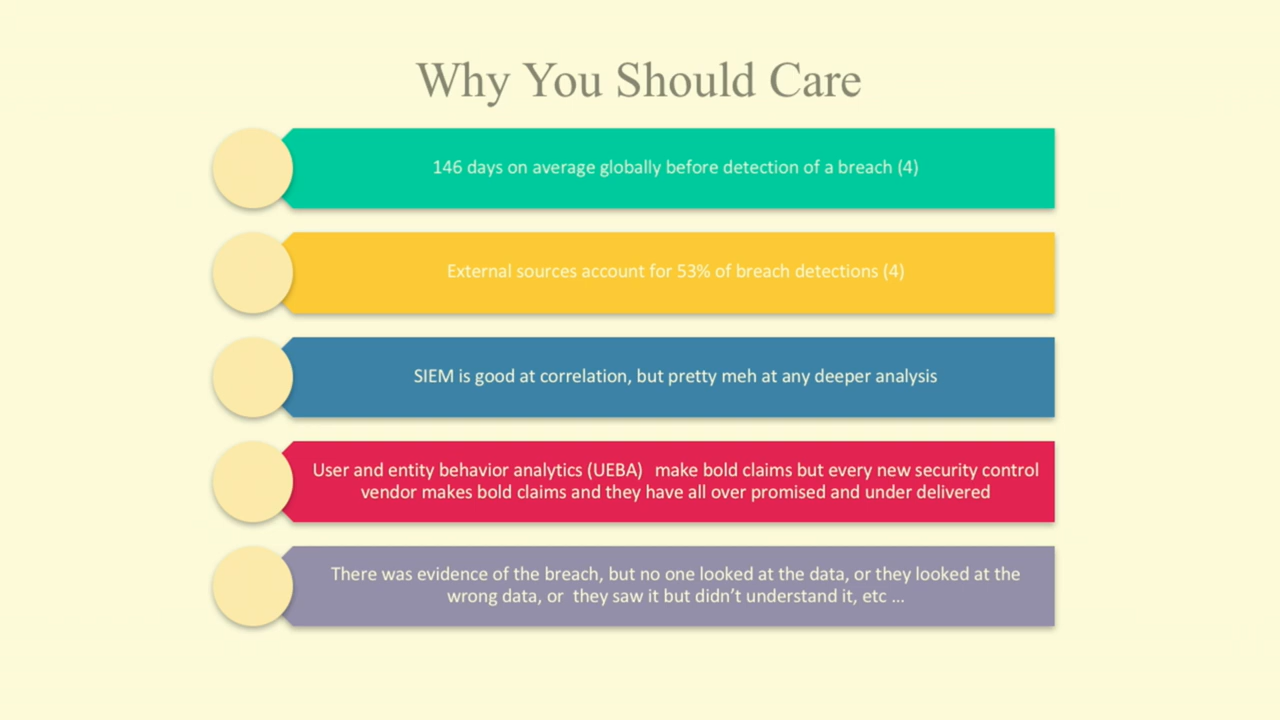 Why You Should Care
146 days on average globally before detection of a breach (4)
External sources account for 53% of breach detections (4)
SIEM is good at correlation, but pretty meh at any deeper analysis
User and entity behavior analytics (UEBA)  make bold claims but every new security control
vendor makes bold claims and they have all over promised and under delivered
There was evidence of the breach, but no one looked at the data, or they looked at the
wrong data, or  they saw it but didn’t understand it, etc ...